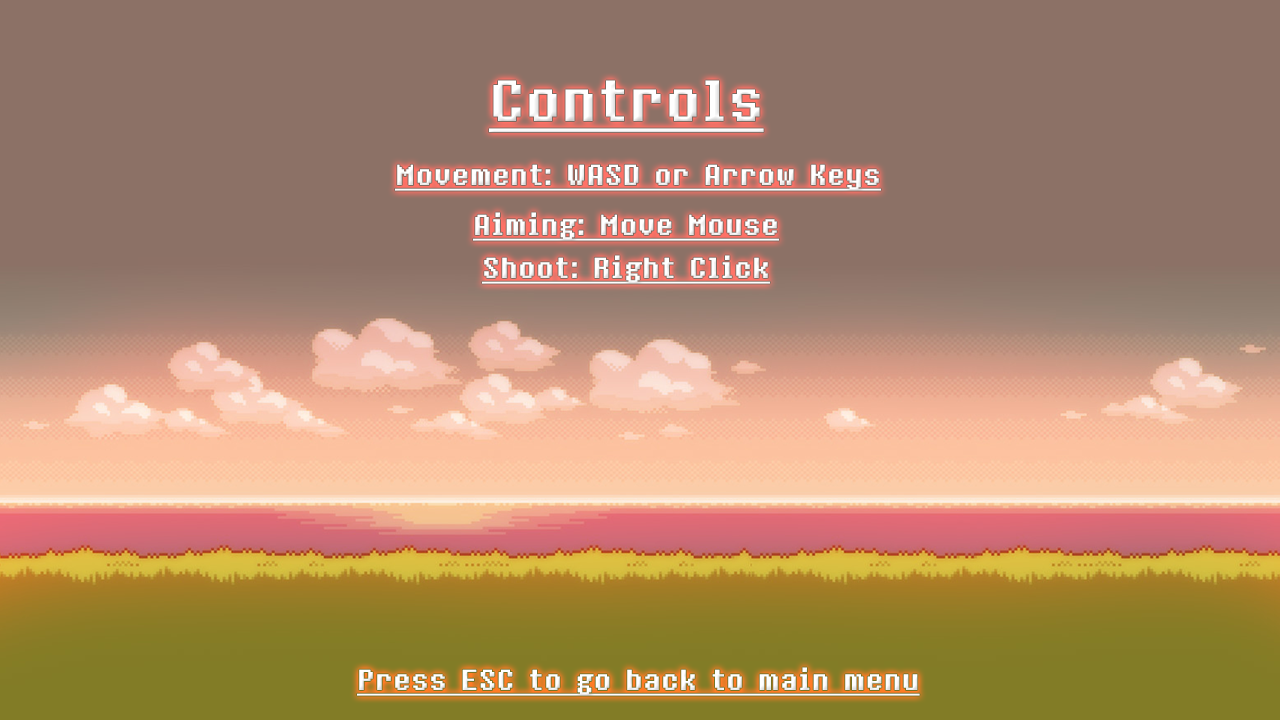 Controls
Movement: WASD or Arrow Keys
Aiming: Move Mouse
Shoot: Right Click
Press ESC to go back to main menu